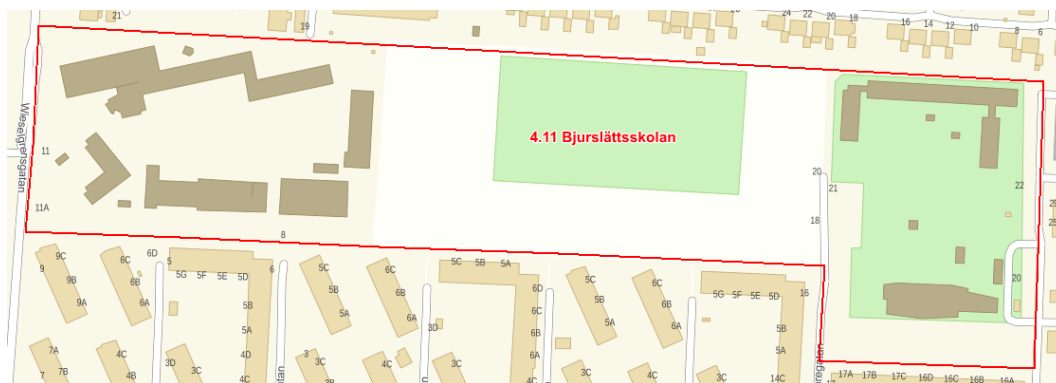 21
19
24
22
20
18
16
14
12
10
8
6
4.11 Bjurslättsskolan
Wieselgrensgatan
11
11A
8
20
21
22
18
20
16
9
9C
9B
9A
6C
6B
6A
6D
5
5G 5F 5E 5D
6
5B
5A
4D
4C
5C
5B
5A
6C
6B
6A
5C 5B 5A
6D
6C
6B
6A
4C
3D
5C
5B
5A
6C
6B
6A
5G 5F 5E 5D
5B
5A
14C
7A
7B
7
4C
4B
3D
3C
3
3C
4C
3C
3C
17A 17B 17C 16D 16C 16B 16A